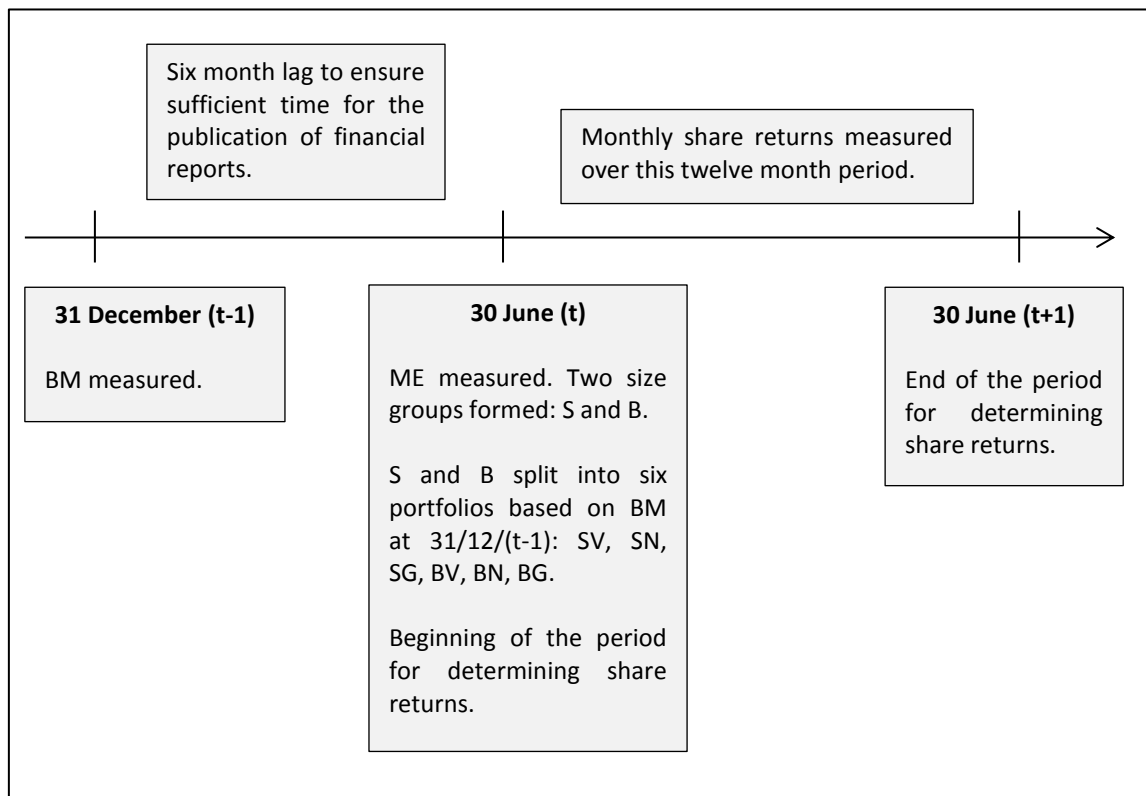 Six month lag to ensure
sufficient time for the
publication of financial
reports.
Monthly share returns measured
over this twelve month period.
31 December (t-1)
BM measured.
30 June (t)
ME measured. Two size
groups formed: S and B.
S and B split into six
portfolios based on BM
at 31/12/(t-1): SV, SN,
SG, BV, BN, BG.
Beginning of the period
for determining share
returns.
30 June (t+1)
End of the period
for determining
share returns.